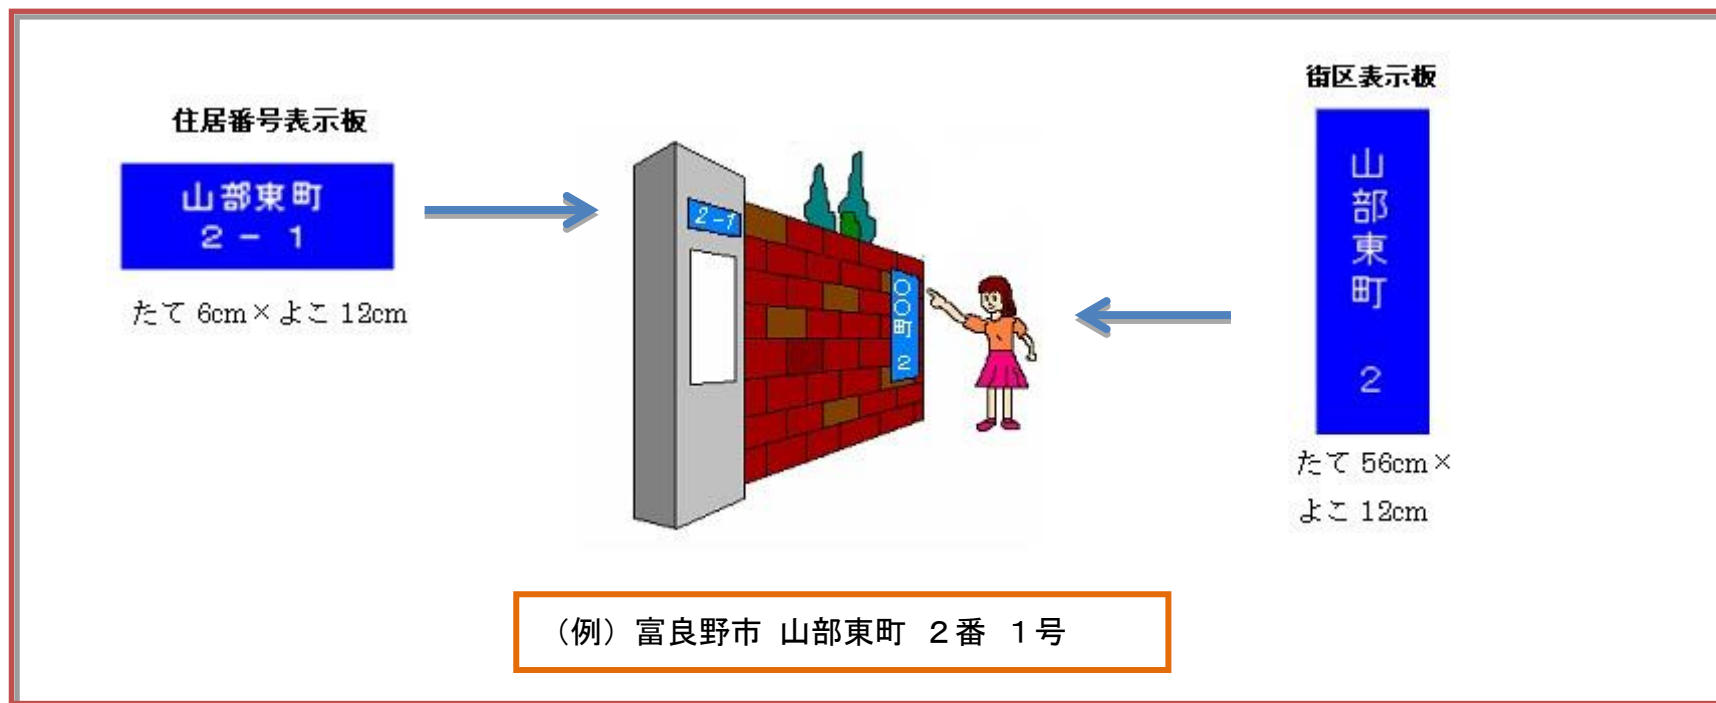 住居番号表示板
山部東町
2 - 1
たて 6cm×よこ 12cm
2-1
〇〇町 2
街区表示板
山部東町 2
たて 56cm×
よこ 12cm
（例）富良野市 山部東町 ２番 １号